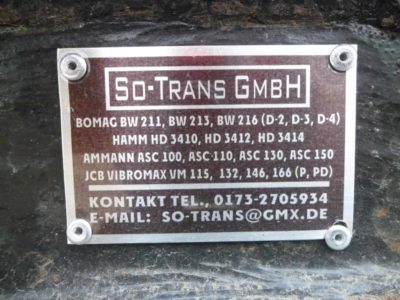 SO-TRANS GMBH
BOMAG BW 211, BW 213, BW 216 (D-2, D-3, D-4)
HAMM HD 3410, HD 3412, HD 3414
AMMANN ASC 100, ASC 110, ASC 130, ASC 150
JCB VIBROMAX VM 115, 132, 146, 166 (P, PD)
KONTAKT TEL., 0173-2705934
E-MAIL: SO-TRANS@GMX.DE